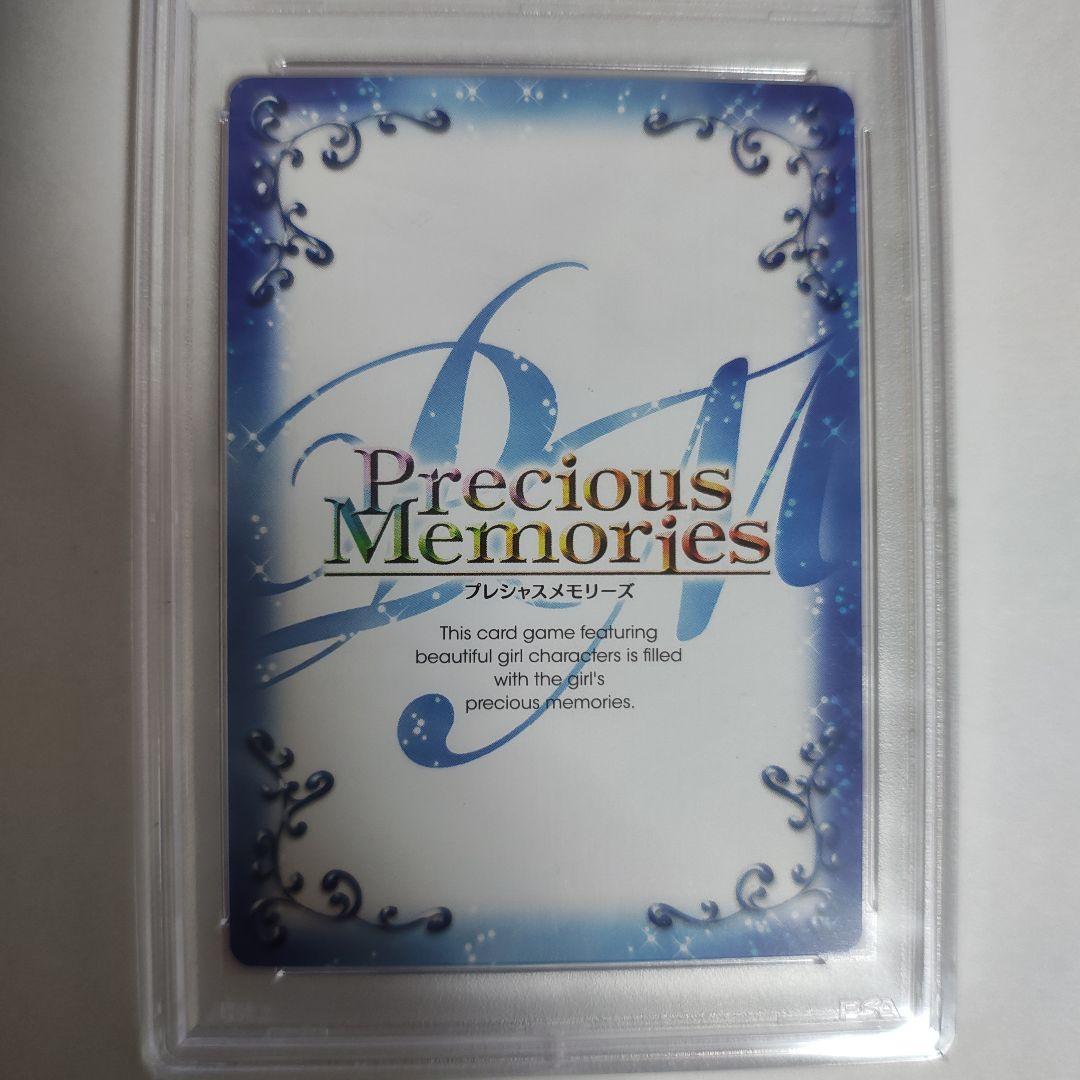 Precious
Memories
プレシャスメモリーズ
This card game featuring
beautiful girl characters is filled
with the girl's
precious memories.
PSA